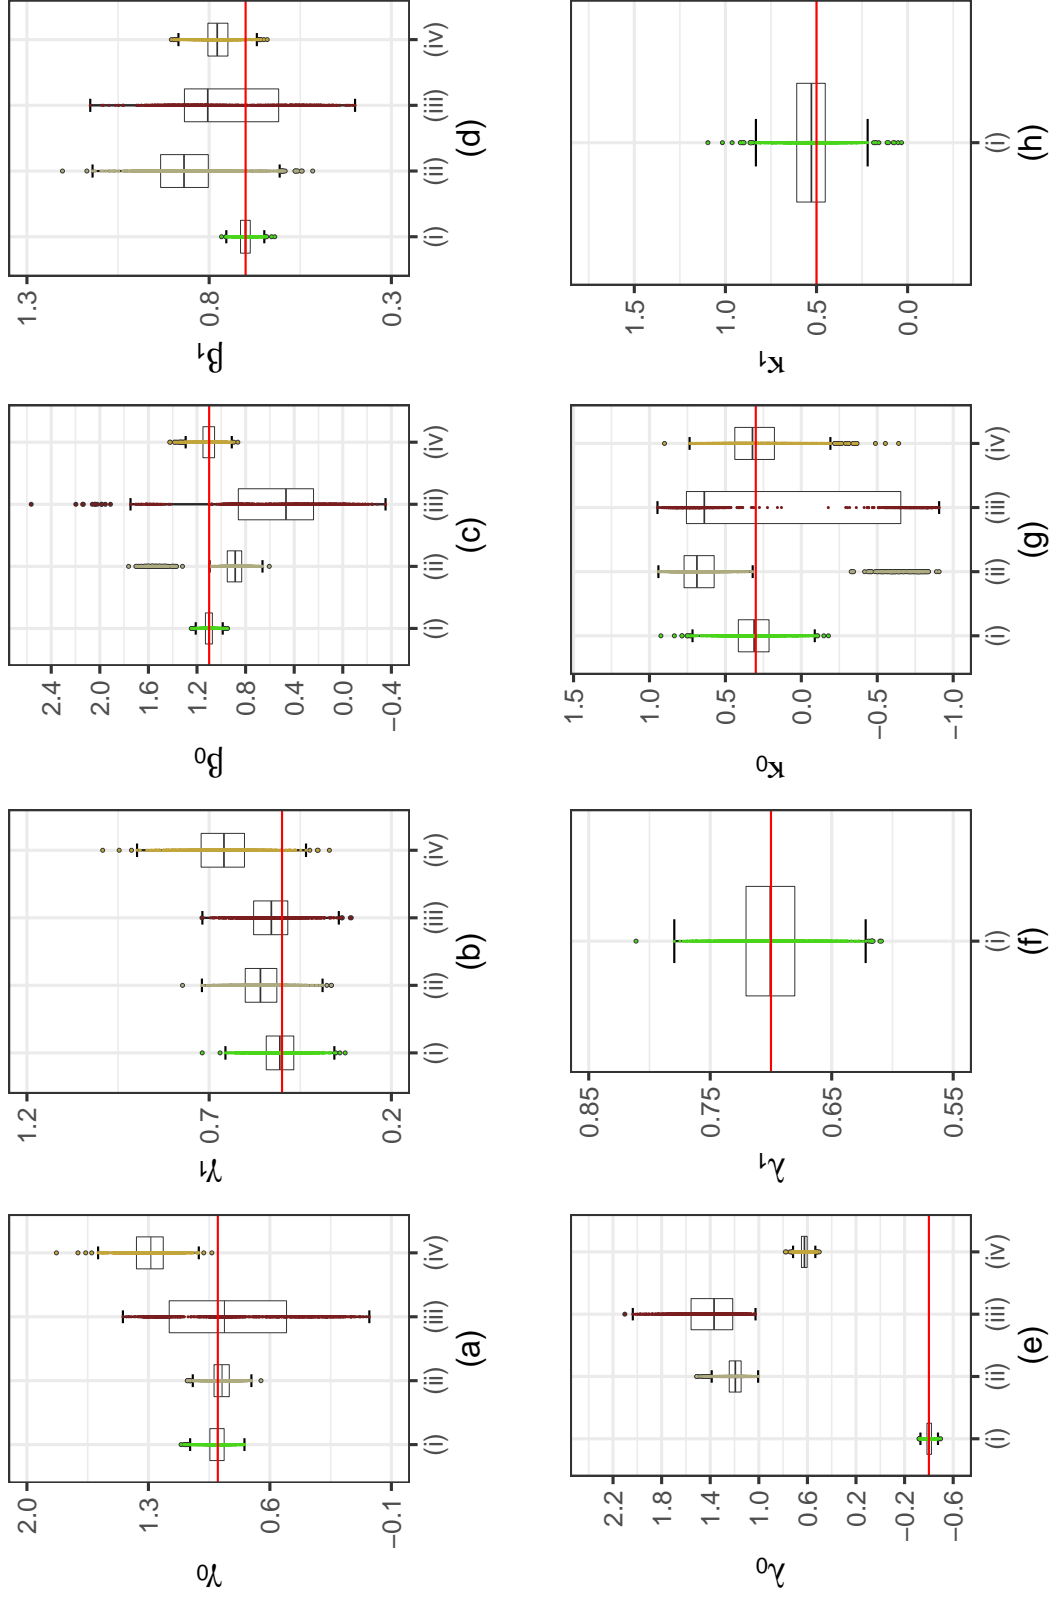 γ0
2.0
1.3
0.6
−0.1
(i)
(ii)
(iii)
(iv)
(a)
γ1
1.2
0.7
0.2
(i)
(ii)
(iii)
(iv)
(b)
β0
2.4
2.0
1.6
1.2
0.8
0.4
0.0
−0.4
(i)
(ii)
(iii)
(iv)
(c)
β1
1.3
0.8
0.3
(i)
(ii)
(iii)
(iv)
(d)
λ0
2.2
1.8
1.4
1.0
0.6
0.2
−0.2
−0.6
(i)
(ii)
(iii)
(iv)
(e)
λ1
0.85
0.75
0.65
0.55
(i)
(f)
κ0
1.5
1.0
0.5
0.0
−0.5
−1.0
(i)
(ii)
(iii)
(iv)
(g)
κ1
1.5
1.0
0.5
0.0
(i)
(h)